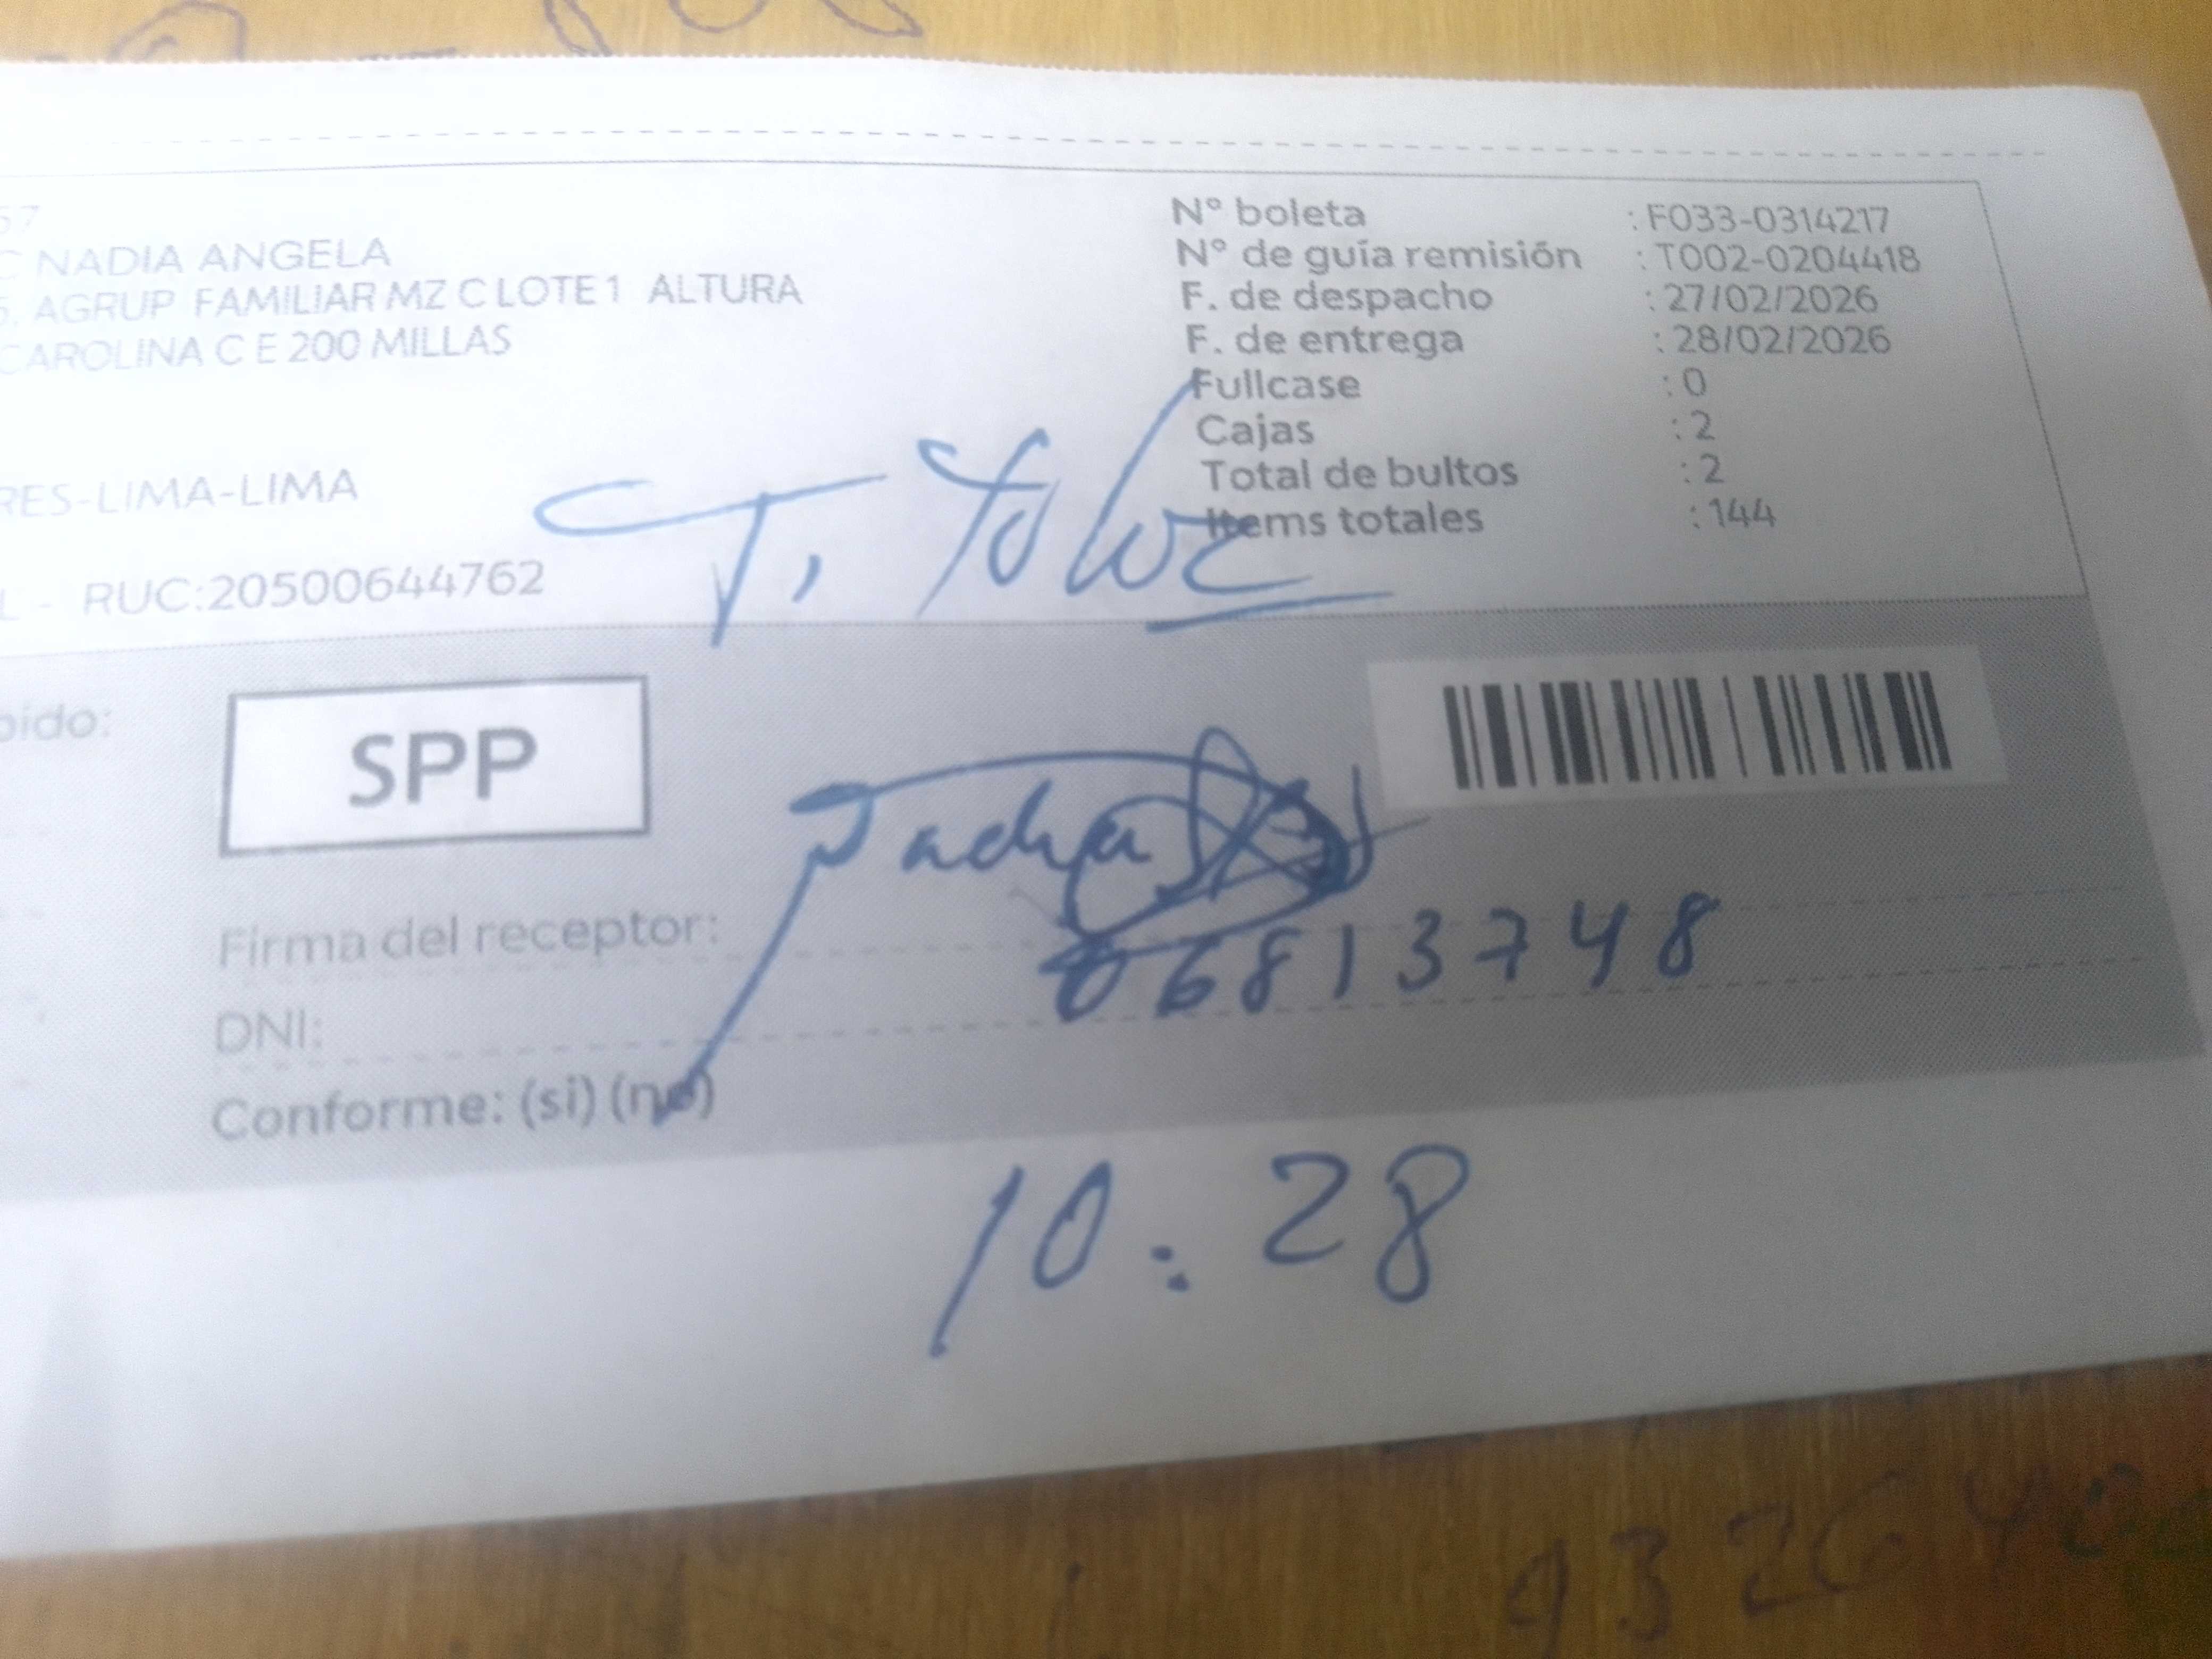 57
C NADIA ANGELA
5. AGRUP FAMILIAR MZ C LOTE 1 ALTURA
CAROLINA C E 200 MILLAS
RES-LIMA-LIMA
L - RUC:20500644762
N° boleta : F033-0314217
N° de guía remisión : T002-0204418
F. de despacho : 27/02/2026
F. de entrega : 28/02/2026
Fullcase : 0
Cajas : 2
Total de bultos : 2
Items totales : 144
T.
bido:
SPP
Nadia
Firma del receptor:
DNI: 06813748
Conforme: (si) (no)
10:28